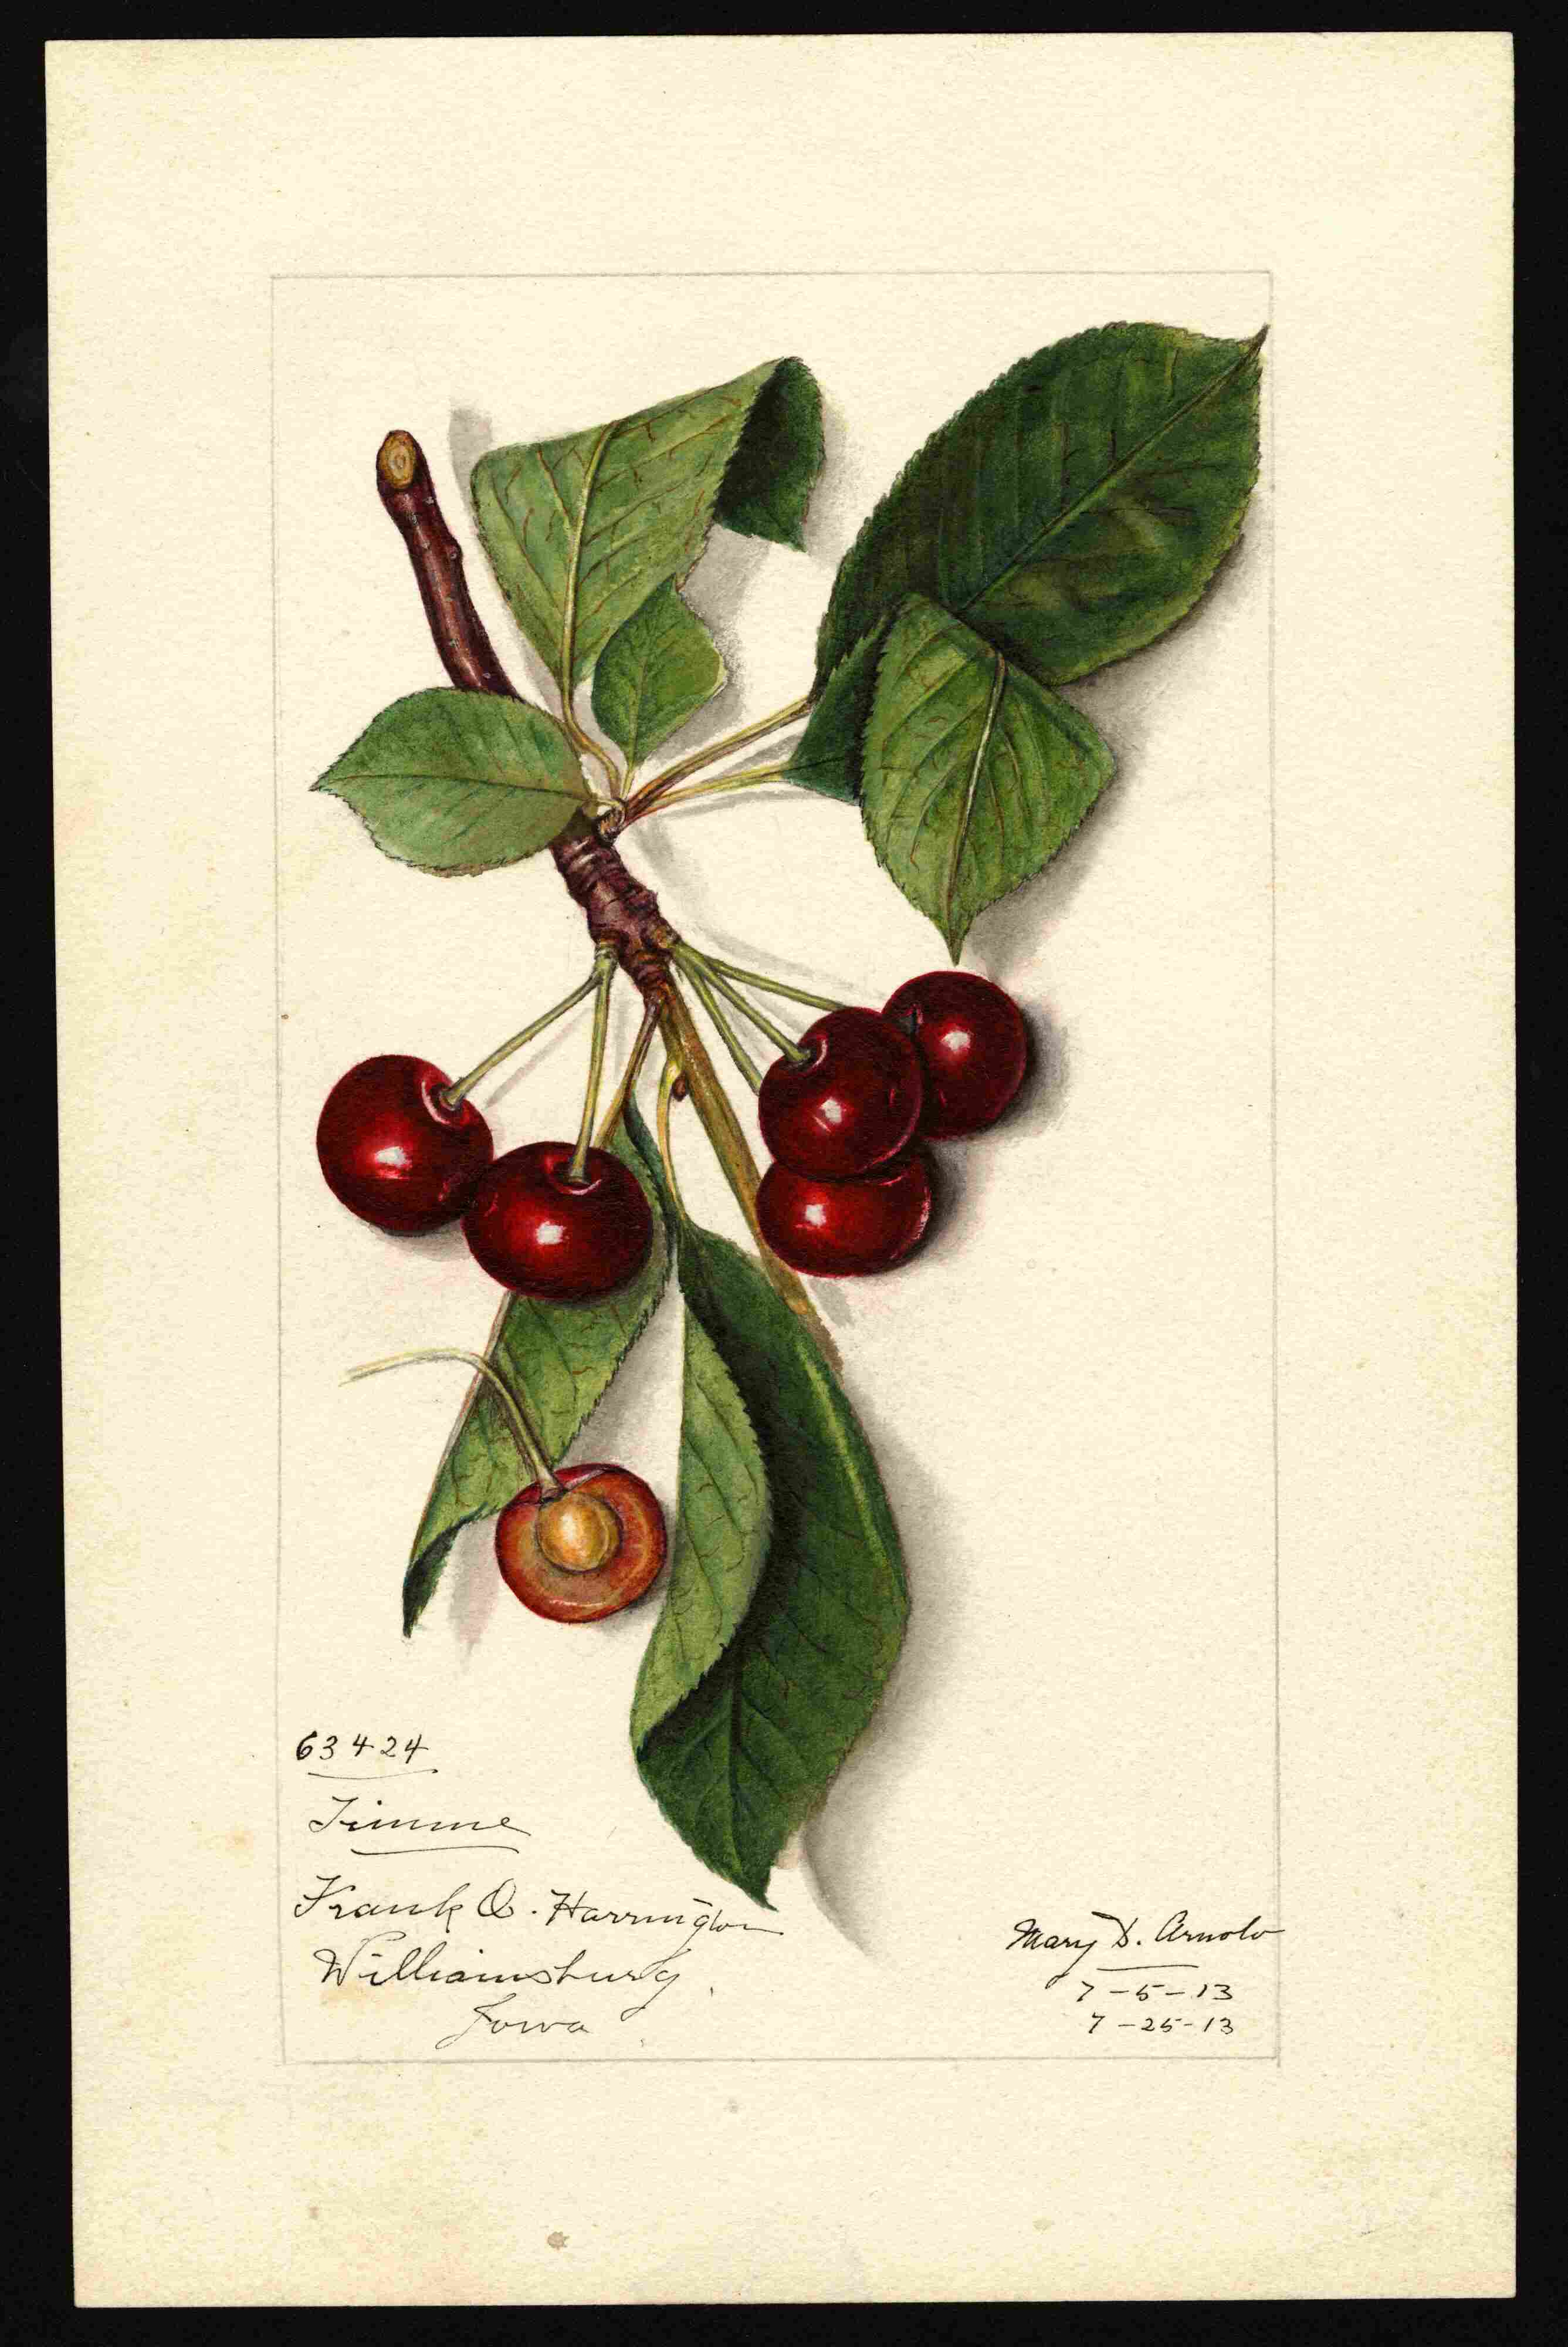 63424
Timme
Frank O. Harrington
Williamsburg,
Iowa
Mary D. Arnold
7-5-13
7-25-13